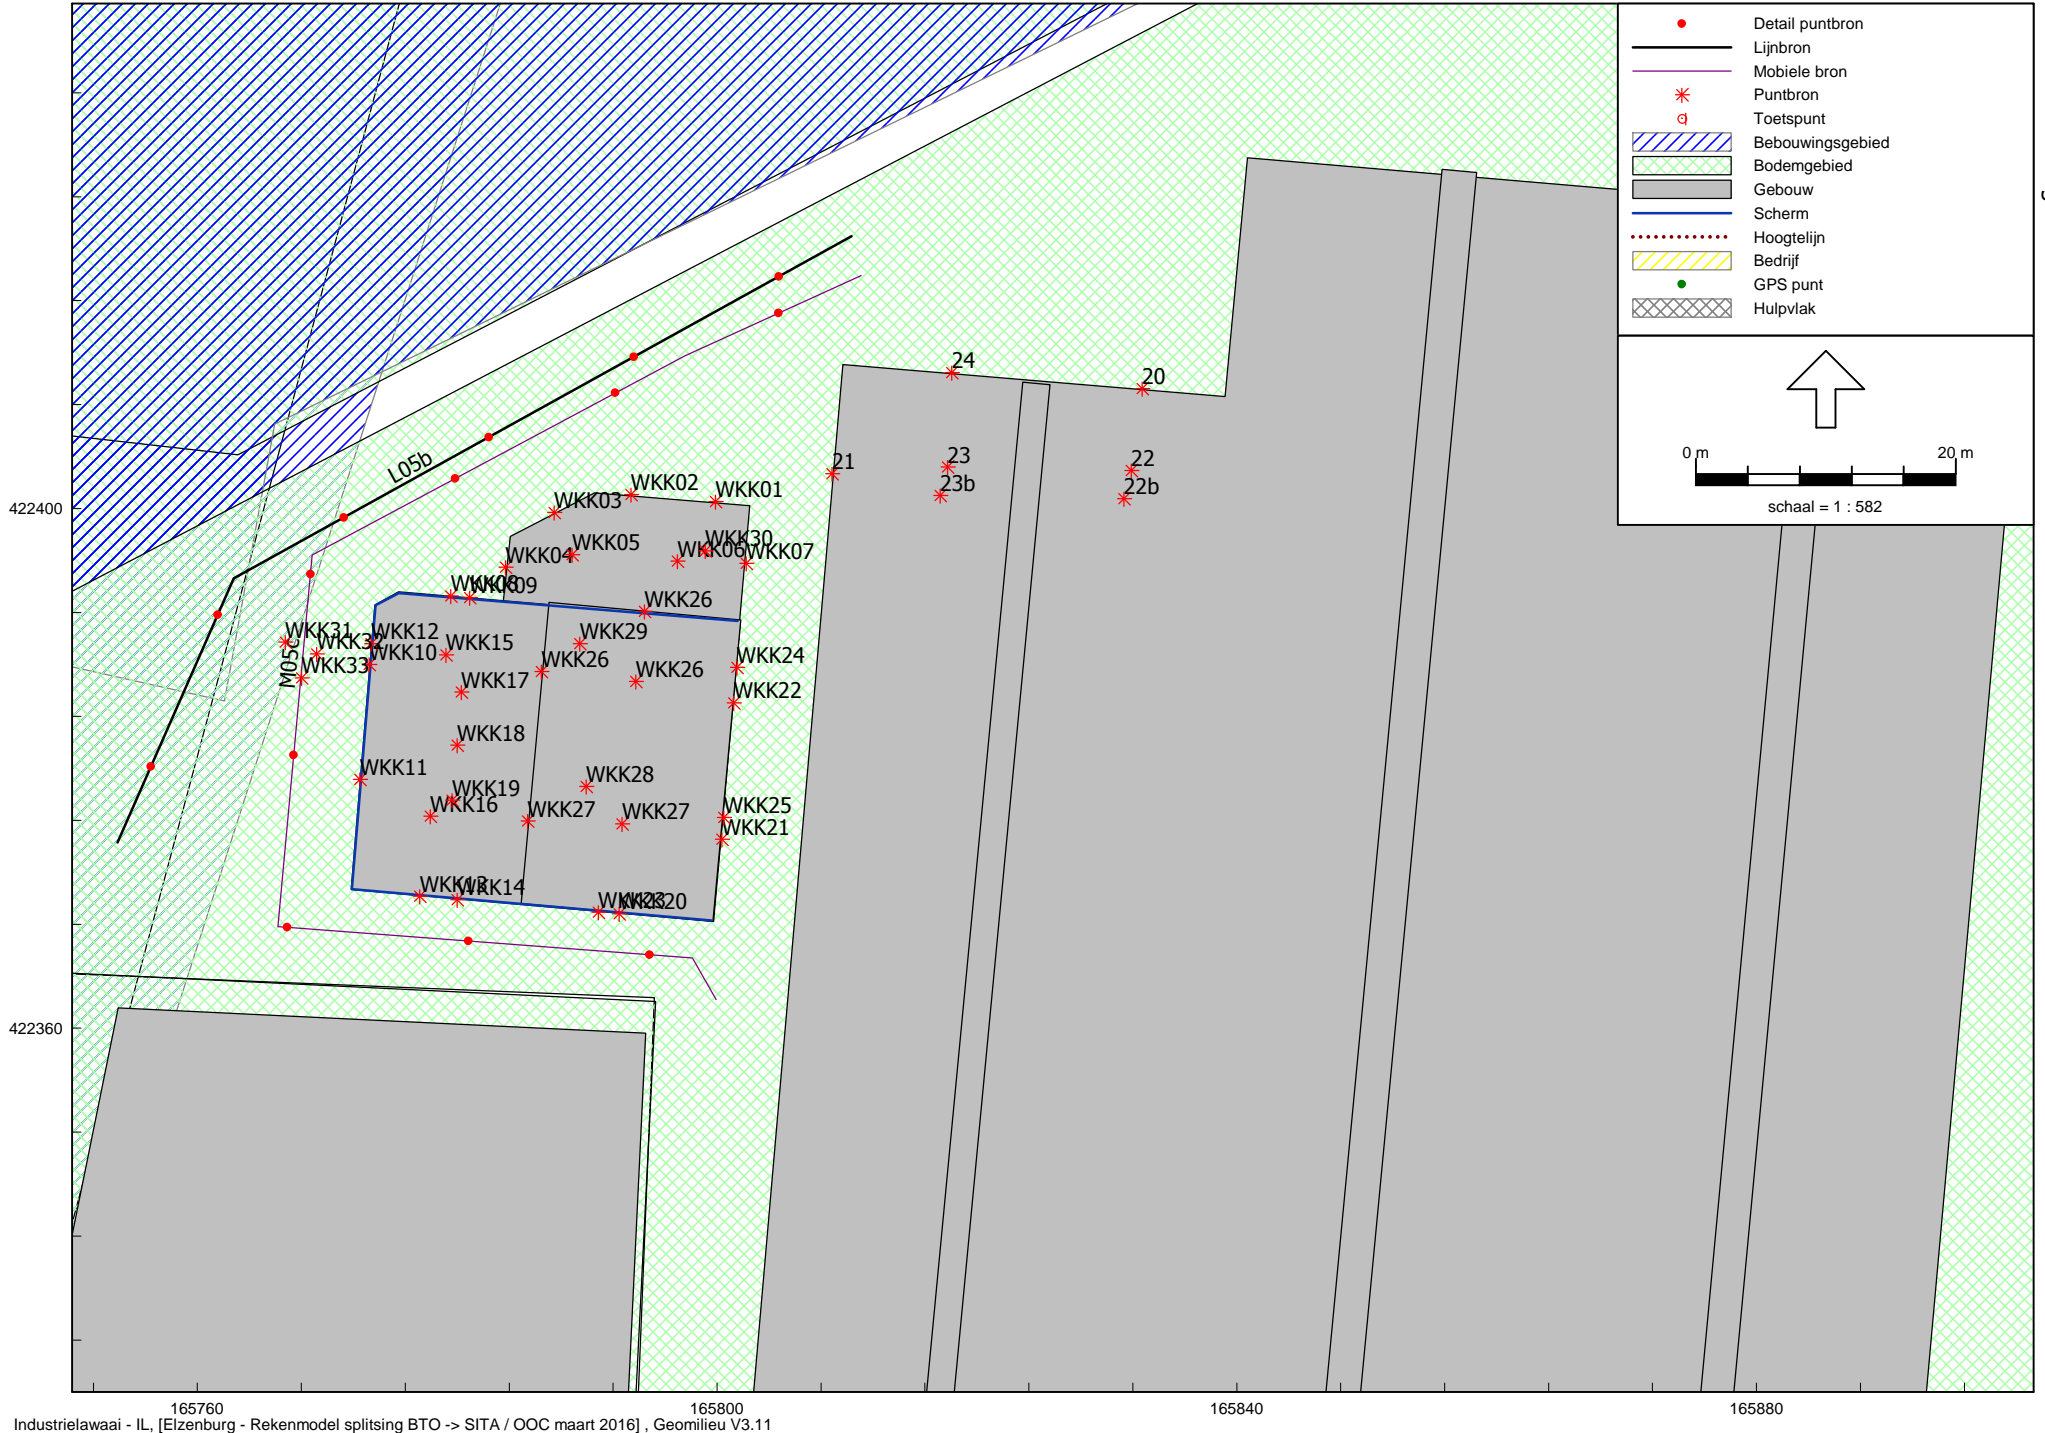 Detail puntbron
Lijnbron
Mobiele bron
Puntbron
Toetspunt
Bebouwingsgebied
Bodemgebied
Gebouw
Scherm
Hoogtelijn
Bedrijf
GPS punt
Hulpvlak
0 m 20 m
schaal = 1 : 582
24
20
21
23
23b
22
22b
L05b
WKK02
WKK01
WKK03
WKK30
WKK05
WKK04
WKK06
WKK07
WKK08
WKK09
WKK26
WKK31
WKK32
WKK33
WKK12
WKK10
WKK15
WKK29
WKK26
WKK26
WKK24
WKK17
WKK22
WKK18
WKK11
WKK19
WKK16
WKK28
WKK27
WKK27
WKK25
WKK21
WKK13
WKK14
WKK23
WKK20
422400
422360
165760 165800 165840 165880
Industrielawaai - IL, [Elzenburg - Rekenmodel splitsing BTO -> SITA / OOC maart 2016] , Geomilieu V3.11